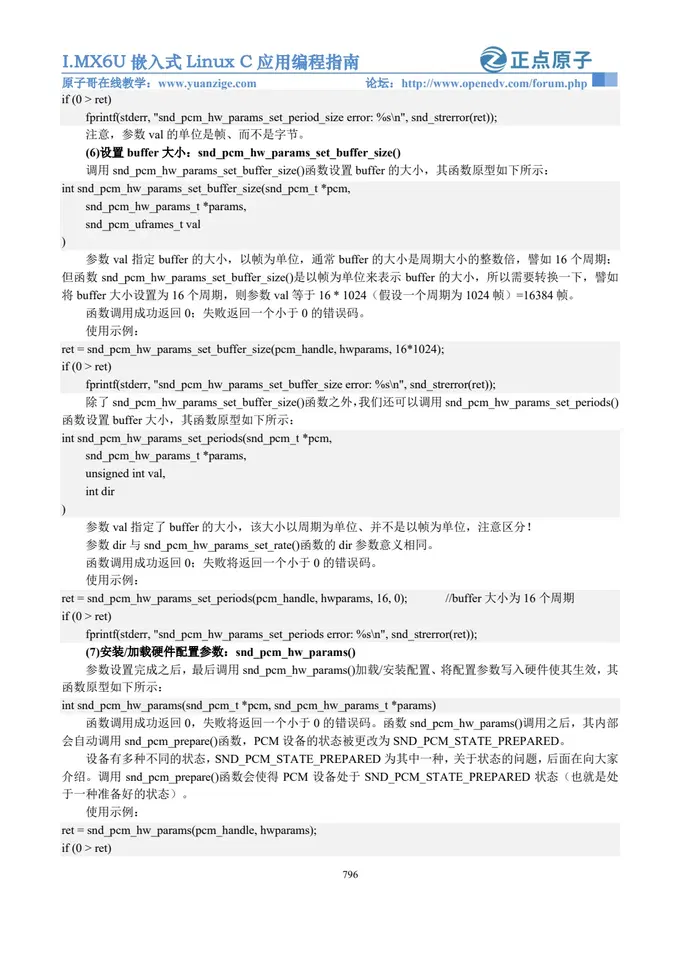 I.MX6U 嵌入式 Linux C 应用编程指南
正点原子
原子哥在线教学：www.yuanzige.com 论坛：http://www.openedv.com/forum.php
if (0 > ret)
fprintf(stderr, "snd_pcm_hw_params_set_period_size error: %s\n", snd_strerror(ret));
注意，参数 val 的单位是帧、而不是字节。
(6)设置 buffer 大小：snd_pcm_hw_params_set_buffer_size()
调用 snd_pcm_hw_params_set_buffer_size()函数设置 buffer 的大小，其函数原型如下所示：
int snd_pcm_hw_params_set_buffer_size(snd_pcm_t *pcm,
snd_pcm_hw_params_t *params,
snd_pcm_uframes_t val
)
参数 val 指定 buffer 的大小，以帧为单位，通常 buffer 的大小是周期大小的整数倍，譬如 16 个周期；
但函数 snd_pcm_hw_params_set_buffer_size()是以帧为单位来表示 buffer 的大小，所以需要转换一下，譬如
将 buffer 大小设置为 16 个周期，则参数 val 等于 16 * 1024（假设一个周期为 1024 帧）=16384 帧。
函数调用成功返回 0；失败返回一个小于 0 的错误码。
使用示例：
ret = snd_pcm_hw_params_set_buffer_size(pcm_handle, hwparams, 16*1024);
if (0 > ret)
fprintf(stderr, "snd_pcm_hw_params_set_buffer_size error: %s\n", snd_strerror(ret));
除了 snd_pcm_hw_params_set_buffer_size()函数之外，我们还可以调用 snd_pcm_hw_params_set_periods()
函数设置 buffer 大小，其函数原型如下所示：
int snd_pcm_hw_params_set_periods(snd_pcm_t *pcm,
snd_pcm_hw_params_t *params,
unsigned int val,
int dir
)
参数 val 指定了 buffer 的大小，该大小以周期为单位、并不是以帧为单位，注意区分！
参数 dir 与 snd_pcm_hw_params_set_rate()函数的 dir 参数意义相同。
函数调用成功返回 0；失败将返回一个小于 0 的错误码。
使用示例：
ret = snd_pcm_hw_params_set_periods(pcm_handle, hwparams, 16, 0); //buffer 大小为 16 个周期
if (0 > ret)
fprintf(stderr, "snd_pcm_hw_params_set_periods error: %s\n", snd_strerror(ret));
(7)安装/加载硬件配置参数：snd_pcm_hw_params()
参数设置完成之后，最后调用 snd_pcm_hw_params()加载/安装配置、将配置参数写入硬件使其生效，其
函数原型如下所示：
int snd_pcm_hw_params(snd_pcm_t *pcm, snd_pcm_hw_params_t *params)
函数调用成功返回 0，失败将返回一个小于 0 的错误码。函数 snd_pcm_hw_params()调用之后，其内部
会自动调用 snd_pcm_prepare()函数，PCM 设备的状态被更改为 SND_PCM_STATE_PREPARED。
设备有多种不同的状态，SND_PCM_STATE_PREPARED 为其中一种，关于状态的问题，后面在向大家
介绍。调用 snd_pcm_prepare()函数会使得 PCM 设备处于 SND_PCM_STATE_PREPARED 状态（也就是处
于一种准备好的状态）。
使用示例：
ret = snd_pcm_hw_params(pcm_handle, hwparams);
if (0 > ret)
796